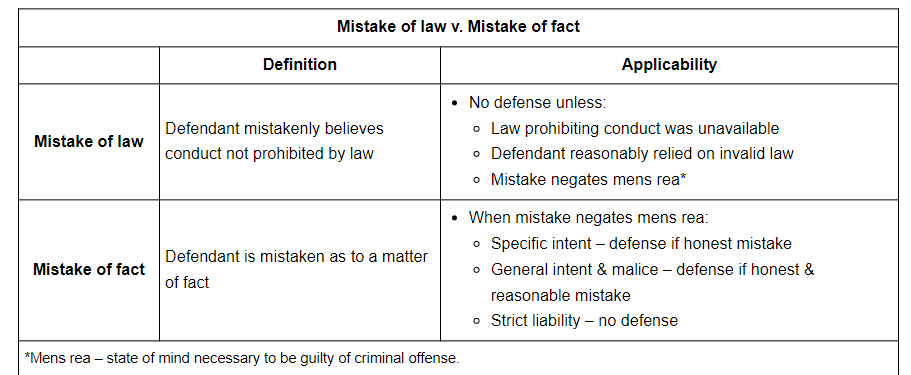 Mistake of law v. Mistake of fact
Definition
Applicability
Mistake of law
Defendant mistakenly believes
conduct not prohibited by law
• No defense unless:
○ Law prohibiting conduct was unavailable
○ Defendant reasonably relied on invalid law
○ Mistake negates mens rea*
Mistake of fact
Defendant is mistaken as to a matter
of fact
• When mistake negates mens rea:
○ Specific intent – defense if honest mistake
○ General intent & malice – defense if honest &
reasonable mistake
○ Strict liability – no defense
*Mens rea – state of mind necessary to be guilty of criminal offense.